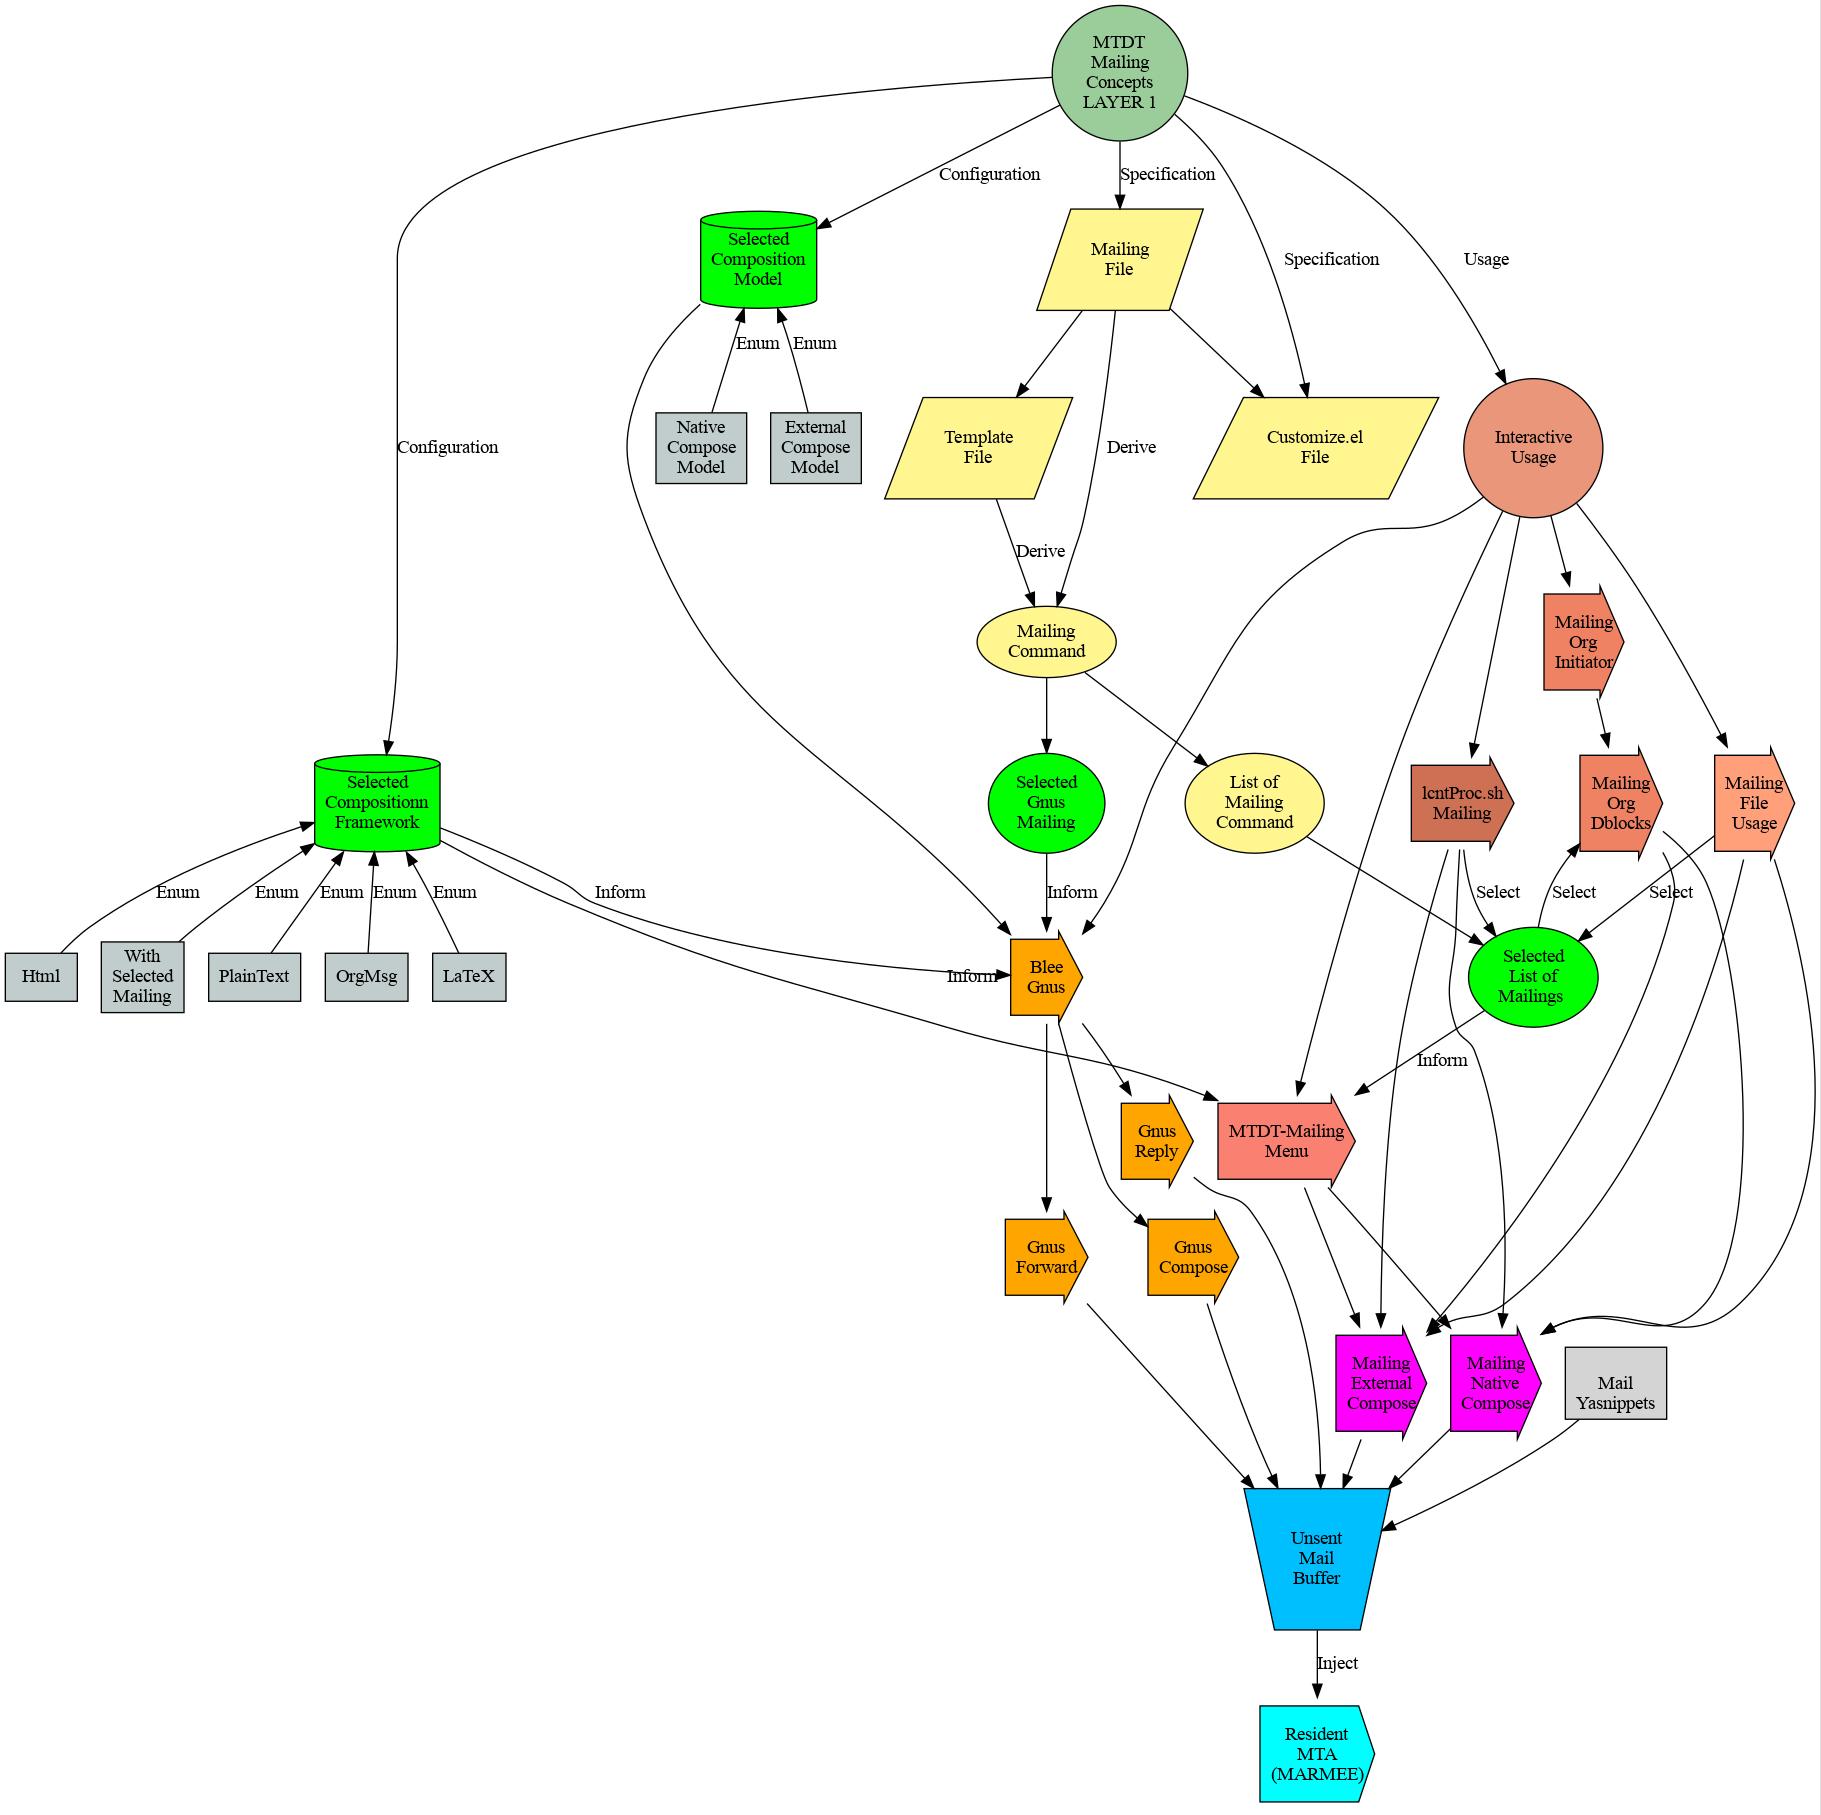 MTDT
Mailing
Concepts
LAYER 1
Configuration
Specification
Selected
Composition
Model
Mailing
File
Specification
Usage
Enum
Enum
Native
Compose
Model
External
Compose
Model
Configuration
Template
File
Derive
Customize.el
File
Interactive
Usage
Derive
Mailing
Command
Mailing
Org
Initiator
Selected
Compositionn
Framework
Selected
Gnus
Mailing
List of
Mailing
Command
lcntProc.sh
Mailing
Mailing
Org
Dblocks
Mailing
File
Usage
Enum
Enum
Enum
Enum
Enum
Inform
Inform
Select
Select
Select
Html
With
Selected
Mailing
PlainText
OrgMsg
LaTeX
Inform
Blee
Gnus
Selected
List of
Mailings
Inform
Gnus
Reply
MTDT-Mailing
Menu
Gnus
Forward
Gnus
Compose
Mailing
External
Compose
Mailing
Native
Compose
Mail
Yasnippets
Unsent
Mail
Buffer
Inject
Resident
MTA
(MARMEE)